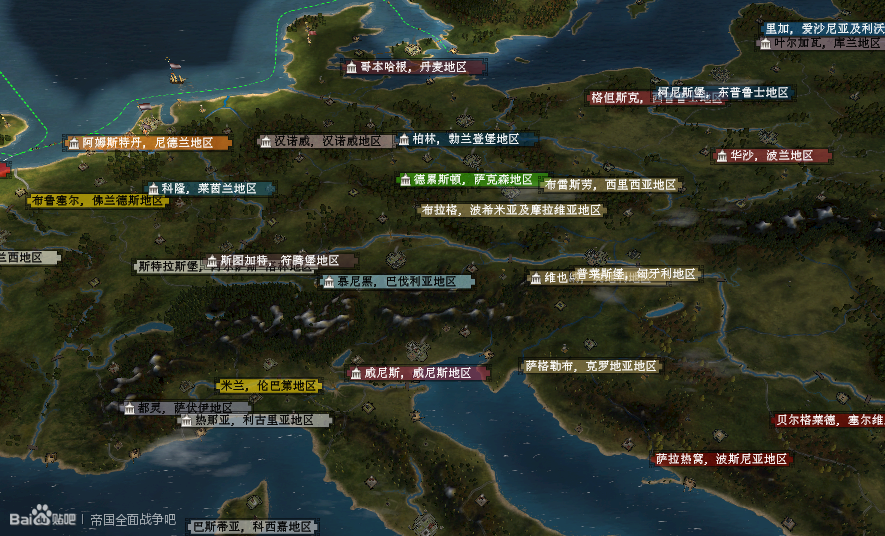 里加，爱沙尼亚及利沃
叶尔加瓦，库兰地区
哥本哈根，丹麦地区
柯尼斯堡，东普鲁士地区
格但斯克，西普鲁士地区
阿姆斯特丹，尼德兰地区
汉诺威，汉诺威地区
柏林，勃兰登堡地区
华沙，波兰地区
德累斯顿，萨克森地区
布雷斯劳，西里西亚地区
科隆，莱茵兰地区
布鲁塞尔，佛兰德斯地区
布拉格，波希米亚及摩拉维亚地区
兰西地区
斯图加特，符腾堡地区
斯特拉斯堡，
慕尼黑，巴伐利亚地区
维也
普莱斯堡，匈牙利地区
威尼斯，威尼斯地区
萨格勒布，克罗地亚地区
米兰，伦巴第地区
都灵，萨伏伊地区
热那亚，利古里亚地区
贝尔格莱德，塞尔维
萨拉热窝，波斯尼亚地区
巴斯蒂亚，科西嘉地区
Bai贴吧 | 帝国全面战争吧